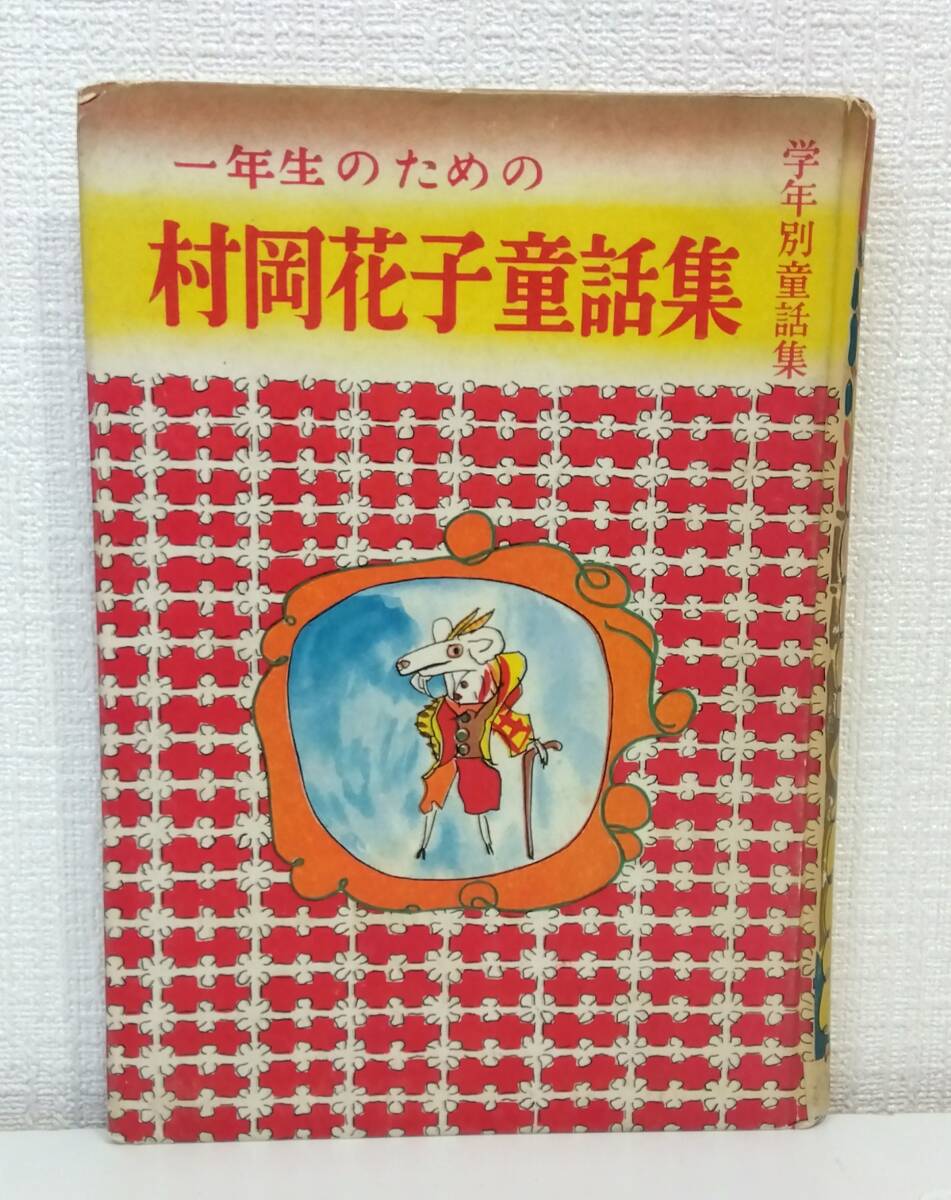 一年生のための
村岡花子童話集
学年別童話集